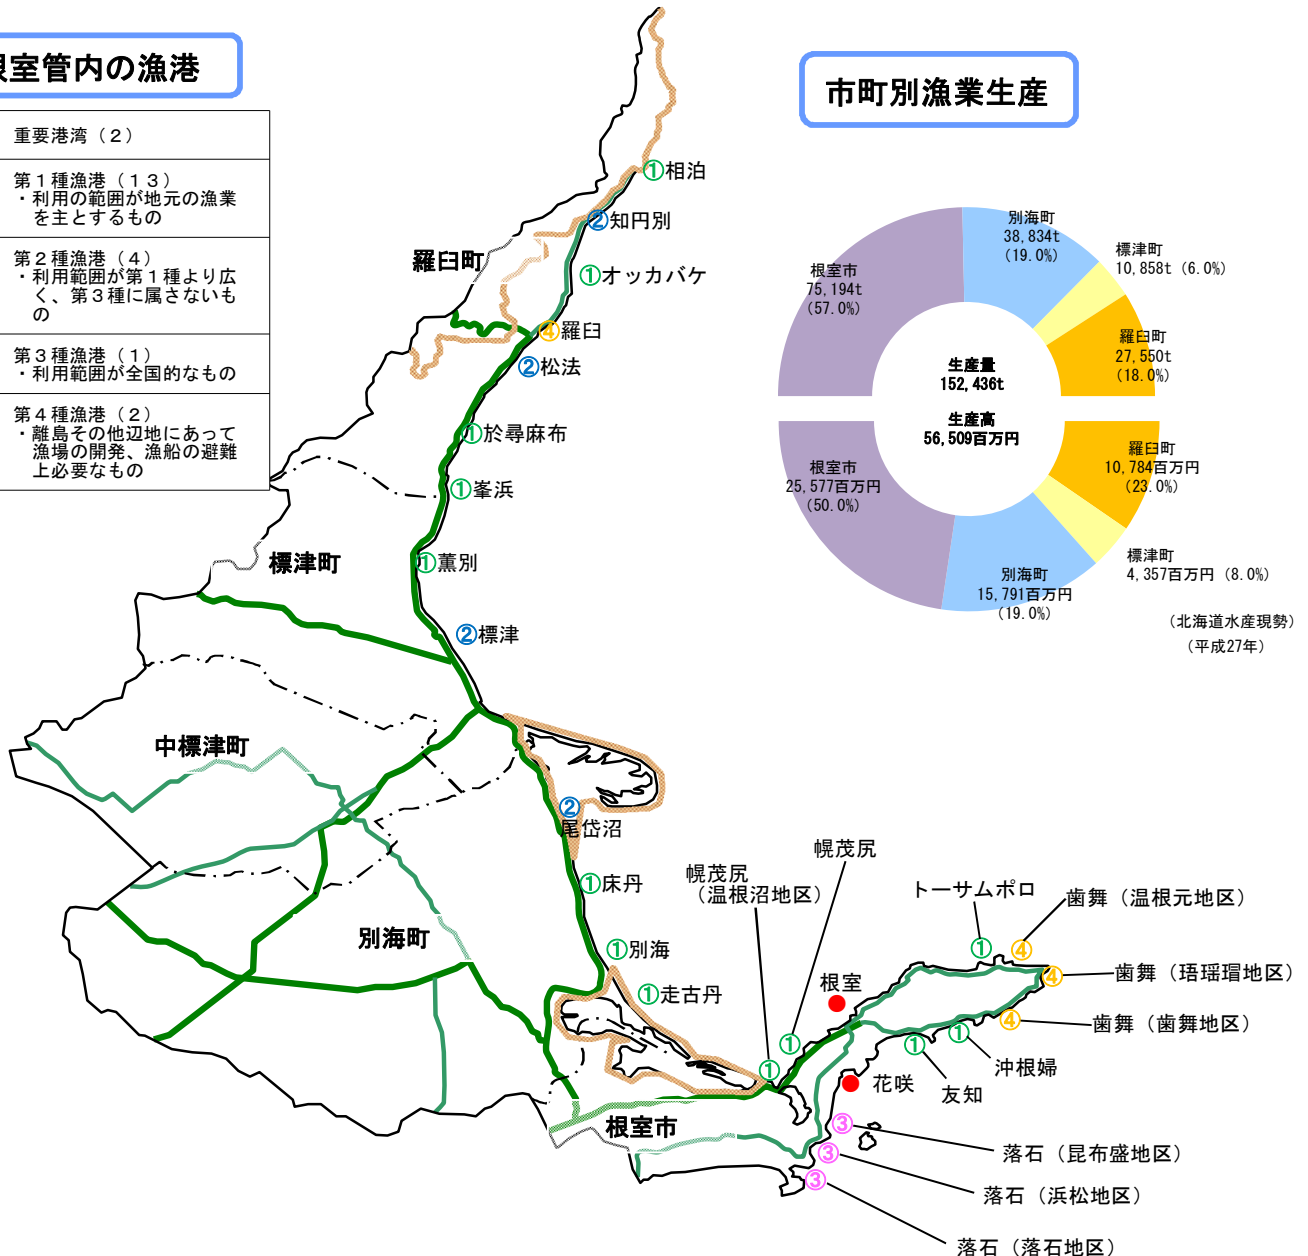 根室管内の漁港
重要港湾（2）
第1種漁港（13）
・利用の範囲が地元の漁業
を主とするもの
第2種漁港（4）
・利用範囲が第1種より広
く、第3種に属さないも
の
第3種漁港（1）
・利用範囲が全国的なもの
第4種漁港（2）
・離島その他辺地にあって
漁場の開発、漁船の避難
上必要なもの
市町別漁業生産
根室市
75,194t
(57.0%)
別海町
38,834t
(19.0%)
標津町
10,858t (6.0%)
羅臼町
27,550t
(18.0%)
生産量
152,436t
生産高
56,509百万円
根室市
25,577百万円
(50.0%)
羅臼町
10,784百万円
(23.0%)
標津町
4,357百万円 (8.0%)
別海町
15,791百万円
(19.0%)
（北海道水産現勢）
（平成27年）
①相泊
②知円別
羅臼町
①オッカバケ
④羅臼
②松法
①於尋麻布
①峯浜
標津町
①薫別
②標津
中標津町
②
尾岱沼
①床丹
別海町
①別海
①走古丹
幌茂尻
（温根沼地区）
①
幌茂尻
①
トーサムポロ
①
歯舞（温根元地区）
④
歯舞（珸瑶瑁地区）
④
歯舞（歯舞地区）
④
根室
沖根婦
①
友知
①
花咲
根室市
落石（昆布盛地区）
③
落石（浜松地区）
③
落石（落石地区）
③